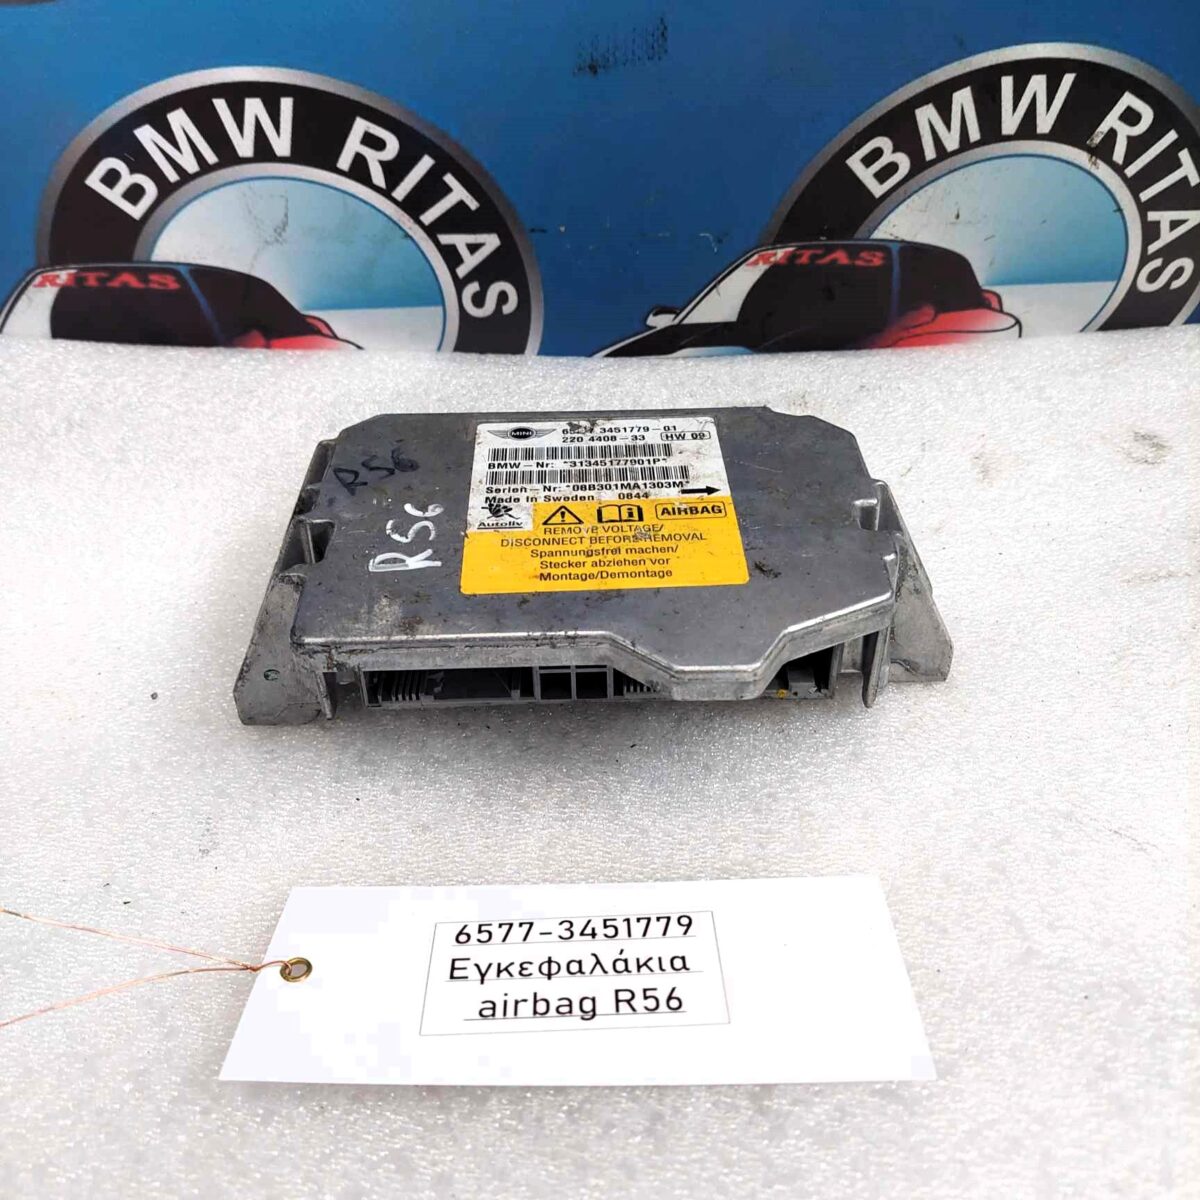 BMW RITAS
BMW RITAS
RITAS
RITAS
MINI
6577 3451779-01
220 4408-33 HW 09
BMW-Nr: *31345177901P*
Serien-Nr: *08B301MA1303M*
Made in Sweden 0844
Autoliv AIRBAG
REMOVE VOLTAGE/
DISCONNECT BEFORE REMOVAL
Spannungsfrei machen/
Stecker abziehen vor
Montage/Demontage
R56
R56
6577-3451779
Εγκεφαλάκια
airbag R56